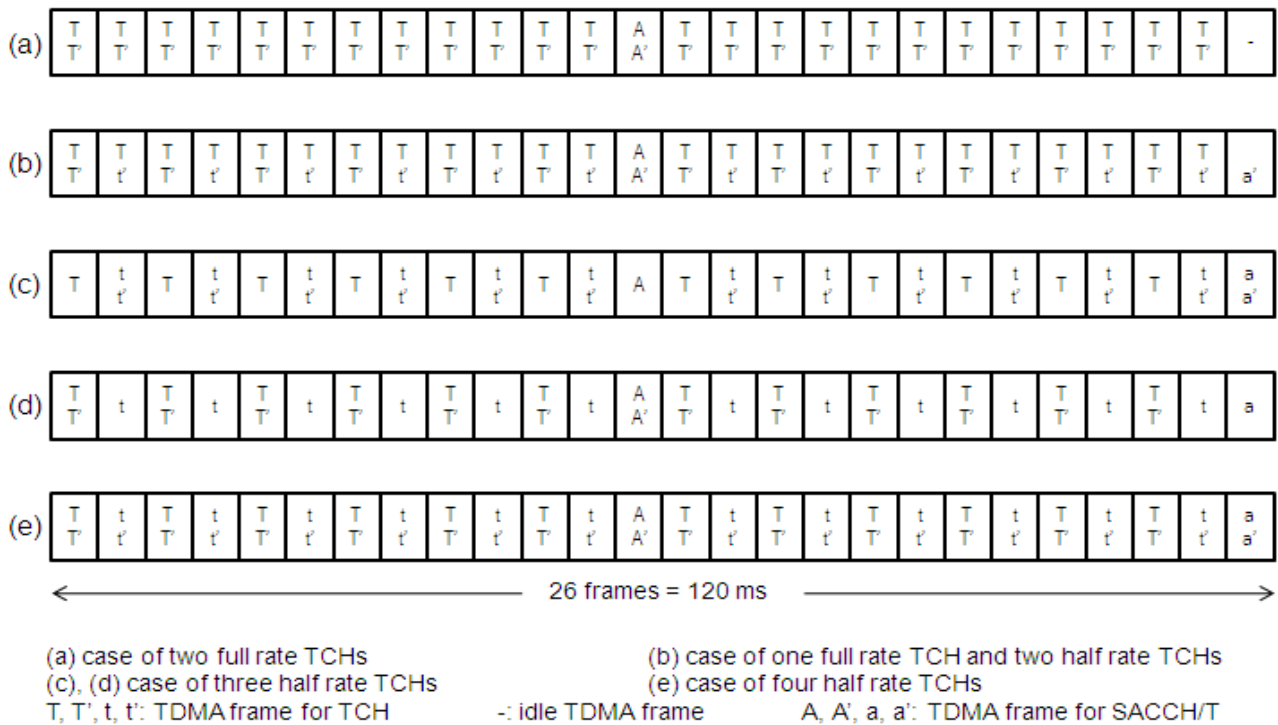 (a) T T T T T T T T T T T T A T T T T T T T T T T T T -
T' T' T' T' T' T' T' T' T' T' T' T' A' T' T' T' T' T' T' T' T' T' T' T' T'
(b) T T T T T T T T T T T T A T T T T T T T T T T T T
T' t' T' t' T' t' T' t' T' t' T' t' A' T' t' T' t' T' t' T' t' T' t' T' t' a'
(c) T t T t T t T t T t T t A T t T t T t T t T t T t a
t' t' t' t' t' t' t' t' t' t' t' t' a'
(d) T t T t T t T t T t T t A T t T t T t T t T t T t a
T' T' T' T' T' T' A' T' T' T' T' T' T'
(e) T t T t T t T t T t T t A T t T t T t T t T t T t a
T' t' T' t' T' t' T' t' T' t' T' t' A' T' t' T' t' T' t' T' t' T' t' T' t' a'
26 frames = 120 ms
(a) case of two full rate TCHs (b) case of one full rate TCH and two half rate TCHs
(c), (d) case of three half rate TCHs (e) case of four half rate TCHs
T, T', t, t': TDMA frame for TCH -: idle TDMA frame A, A', a, a': TDMA frame for SACCH/T